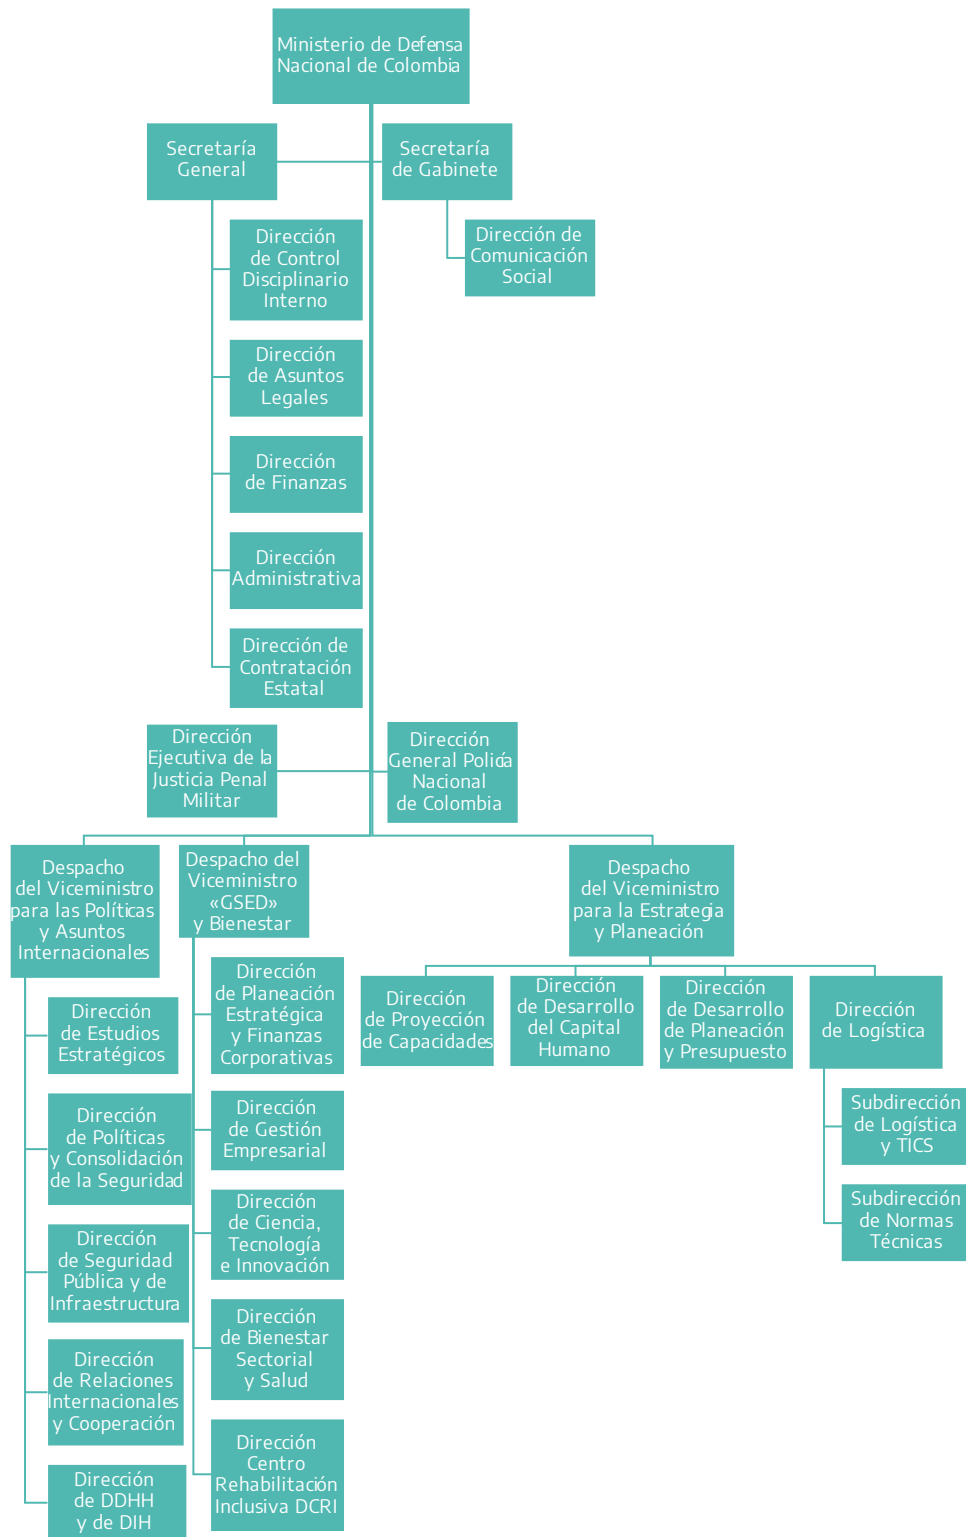 Ministerio de Defensa
Nacional de Colombia
Secretaría
General
Secretaría
de Gabinete
Dirección
de Control
Disciplinario
Interno
Dirección de
Comunicación
Social
Dirección
de Asuntos
Legales
Dirección
de Finanzas
Dirección
Administrativa
Dirección de
Contratación
Estatal
Dirección
Ejecutiva de la
Justicia Penal
Militar
Dirección
General Policía
Nacional
de Colombia
Despacho
del Viceministro
para las Políticas
y Asuntos
Internacionales
Dirección
de Estudios
Estratégicos
Dirección
de Políticas
y Consolidación
de la Seguridad
Dirección
de Seguridad
Pública y de
Infraestructura
Dirección
de Relaciones
Internacionales
y Cooperación
Dirección
de DDHH
y de DIH
Despacho del
Viceministro
«GSED»
y Bienestar
Dirección
de Planeación
Estratégica
y Finanzas
Corporativas
Dirección
de Gestión
Empresarial
Dirección
de Ciencia,
Tecnología
e Innovación
Dirección
de Bienestar
Sectorial
y Salud
Dirección
Centro
Rehabilitación
Inclusiva DCRI
Despacho
del Viceministro
para la Estrategia
y Planeación
Dirección
de Proyección
de Capacidades
Dirección
de Desarrollo
del Capital
Humano
Dirección
de Desarrollo
de Planeación
y Presupuesto
Dirección
de Logística
Subdirección
de Logística
y TICS
Subdirección
de Normas
Técnicas